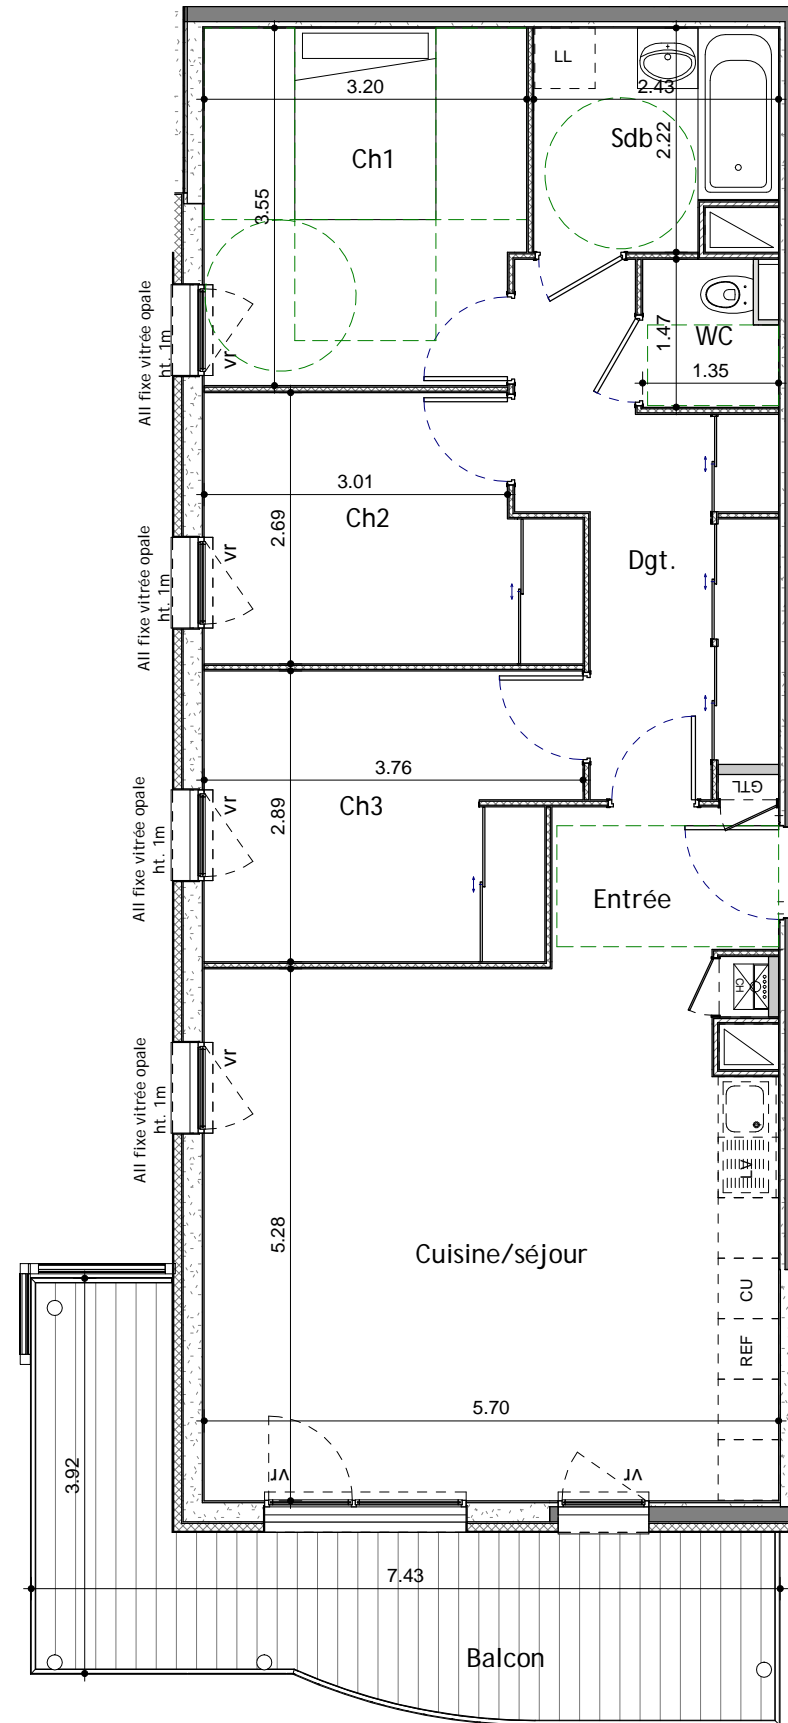 LL
3.20
2.43
Ch1
Sdb
2.22
3.55
All fixe vitrée opale
ht. 1m
vr
WC
1.47
1.35
3.01
Ch2
2.69
Dgt.
All fixe vitrée opale
ht. 1m
vr
3.76
Ch3
2.89
GTL
All fixe vitrée opale
ht. 1m
vr
Entrée
CH
All fixe vitrée opale
ht. 1m
vr
LV
5.28
Cuisine/séjour
CU
REF
5.70
vr
vr
3.92
7.43
Balcon